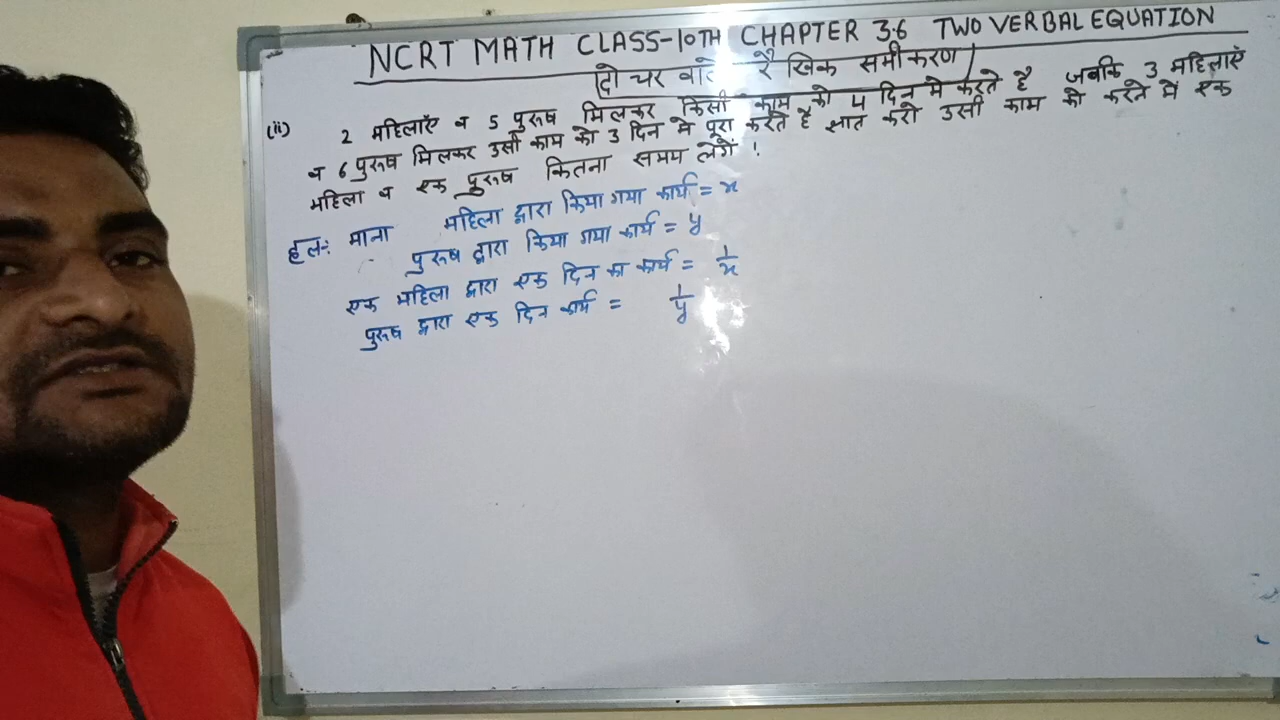 NCRT MATH CLASS-10TH CHAPTER 3.6 TWO VERBAL EQUATION
दो चर वाले रैखिक समीकरण
(ii) 2 महिलाएँ व 5 पुरूष मिलकर किसी काम को 4 दिन मे करते है जबकि 3 महिलाएँ
व 6 पुरूष मिलकर उसी काम को 3 दिन मे पूरा करते है ज्ञात करो उसी काम को करने में एक
महिला व एक पुरूष कितना समय लेगें !
हल:- माना महिला द्वारा किया गया कार्य = x
पुरूष द्वारा किया गया कार्य = y
एक महिला द्वारा एक दिन का कार्य = 1/x
पुरूष द्वारा एक दिन कार्य = 1/y